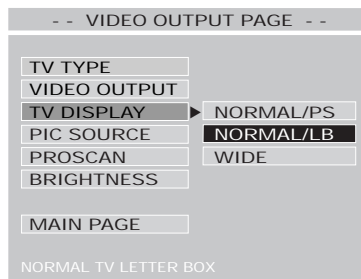 - - VIDEO OUTPUT PAGE - -
TV TYPE
VIDEO OUTPUT
TV DISPLAY NORMAL/PS
PIC SOURCE NORMAL/LB
PROSCAN WIDE
BRIGHTNESS
MAIN PAGE
NORMAL TV LETTER BOX